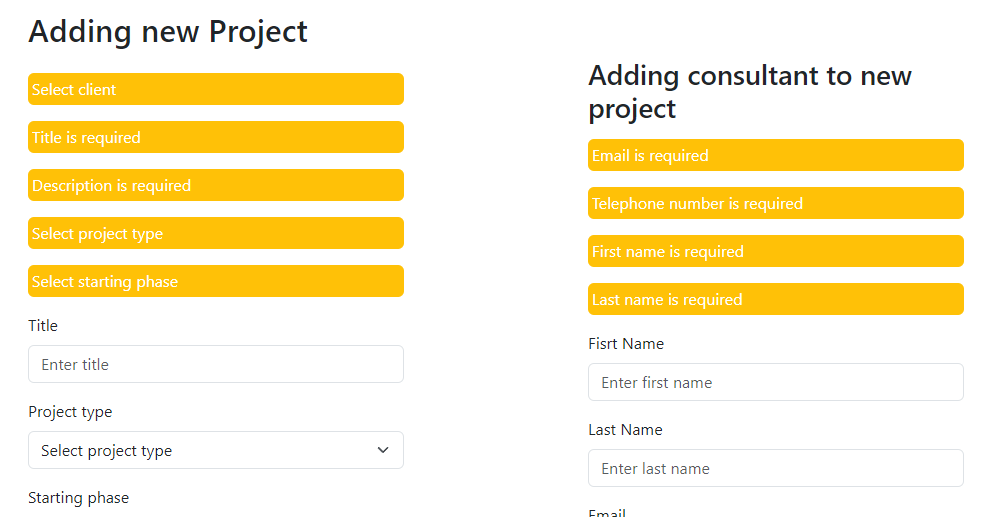 Adding new Project
Select client
Title is required
Description is required
Select project type
Select starting phase
Title
Enter title
Project type
Select project type
Starting phase
Adding consultant to new
project
Email is required
Telephone number is required
First name is required
Last name is required
Fisrt Name
Enter first name
Last Name
Enter last name
Email